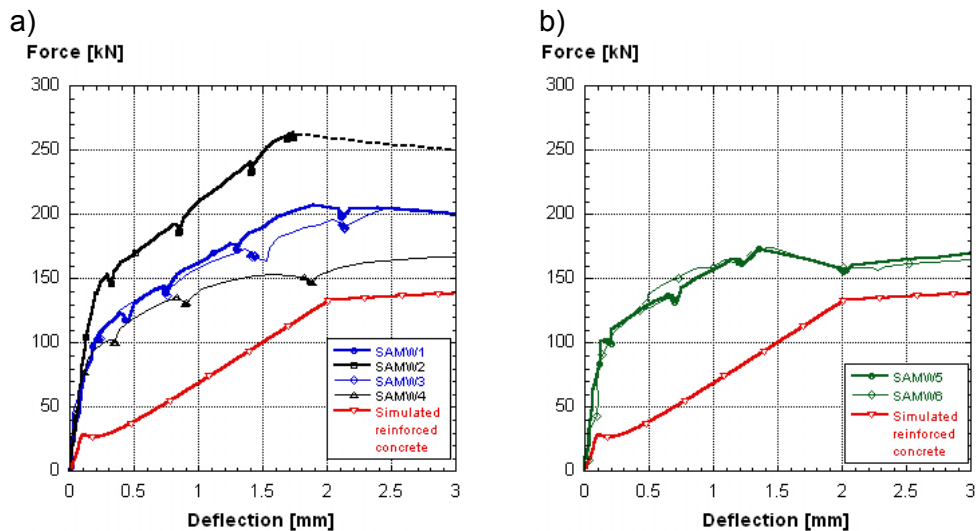 a)
Force [kN]
300
250
200
150
100
50
0
0
0.5
1
1.5
2
2.5
3
Deflection [mm]
SAMW1
SAMW2
SAMW3
SAMW4
Simulated
reinforced
concrete
b)
Force [kN]
300
250
200
150
100
50
0
0
0.5
1
1.5
2
2.5
3
Deflection [mm]
SAMW5
SAMW6
Simulated
reinforced
concrete